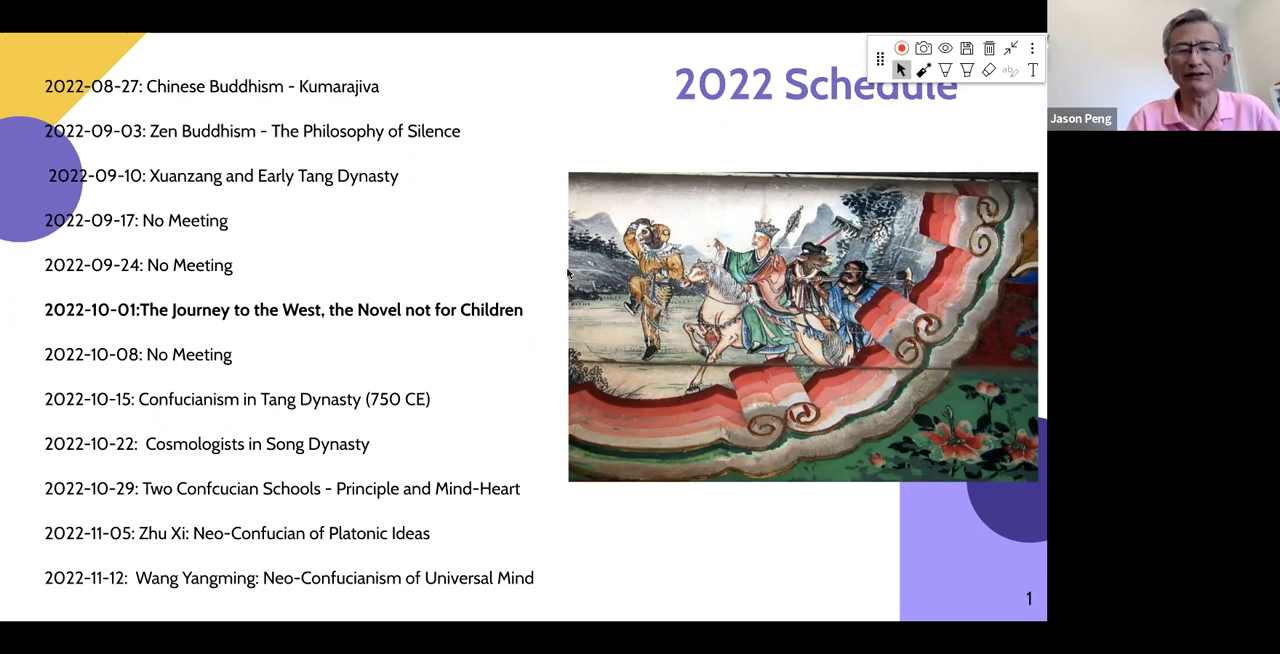 2022 Schedule
2022-08-27: Chinese Buddhism - Kumarajiva
2022-09-03: Zen Buddhism - The Philosophy of Silence
2022-09-10: Xuanzang and Early Tang Dynasty
2022-09-17: No Meeting
2022-09-24: No Meeting
2022-10-01:The Journey to the West, the Novel not for Children
2022-10-08: No Meeting
2022-10-15: Confucianism in Tang Dynasty (750 CE)
2022-10-22: Cosmologists in Song Dynasty
2022-10-29: Two Confcucian Schools - Principle and Mind-Heart
2022-11-05: Zhu Xi: Neo-Confucian of Platonic Ideas
2022-11-12: Wang Yangming: Neo-Confucianism of Universal Mind
1
Jason Peng
ab
T